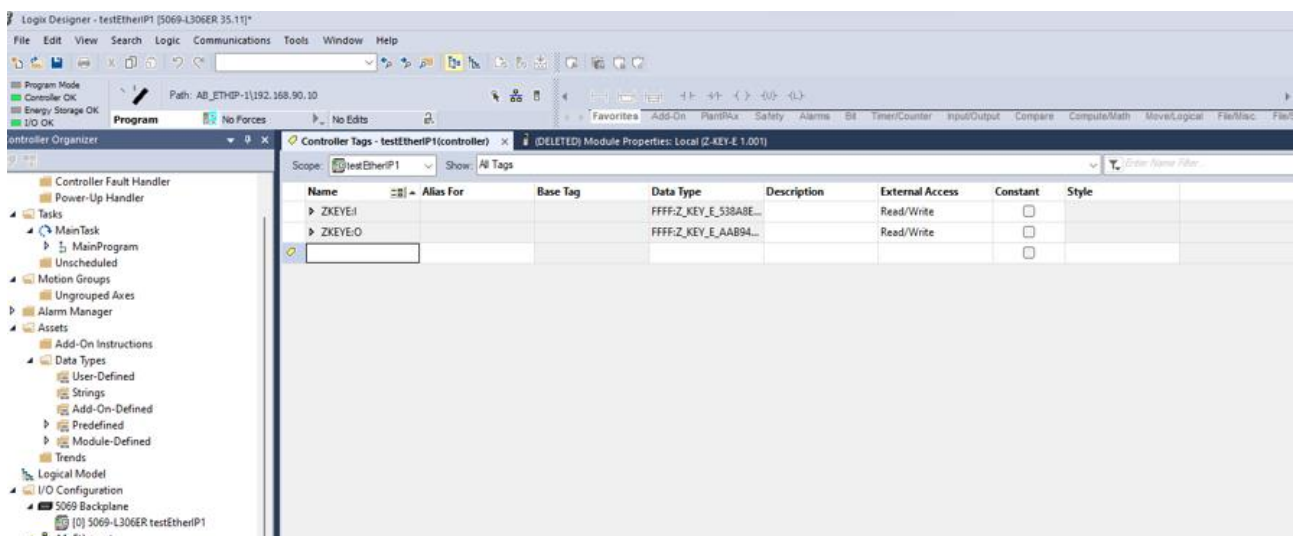 Logix Designer - testEtherIP1 [5069-L306ER 35.11]*
File Edit View Search Logic Communications Tools Window Help
Program Mode
Controller OK
Energy Storage OK
I/O OK
Path: AB_ETHIP-1\192.168.90.10
Program
No Forces
No Edits
Favorites Add-On PlantPAx Safety Alarms Bit Timer/Counter Input/Output Compare Compute/Math Move/Logical File/Misc.
ontroller Organizer
Controller Tags - testEtherIP1(controller)
(DELETED) Module Properties: Local (Z-KEY-E 1.001)
Scope: testEtherIP1 Show: All Tags
Enter Name Filter...
Name Alias For Base Tag Data Type Description External Access Constant Style
ZKEYE:I FFFF:Z_KEY_E_538A8E... Read/Write
ZKEYE:O FFFF:Z_KEY_E_AAB94... Read/Write
Controller Fault Handler
Power-Up Handler
Tasks
MainTask
MainProgram
Unscheduled
Motion Groups
Ungrouped Axes
Alarm Manager
Assets
Add-On Instructions
Data Types
User-Defined
Strings
Add-On-Defined
Predefined
Module-Defined
Trends
Logical Model
I/O Configuration
5069 Backplane
[0] 5069-L306ER testEtherIP1